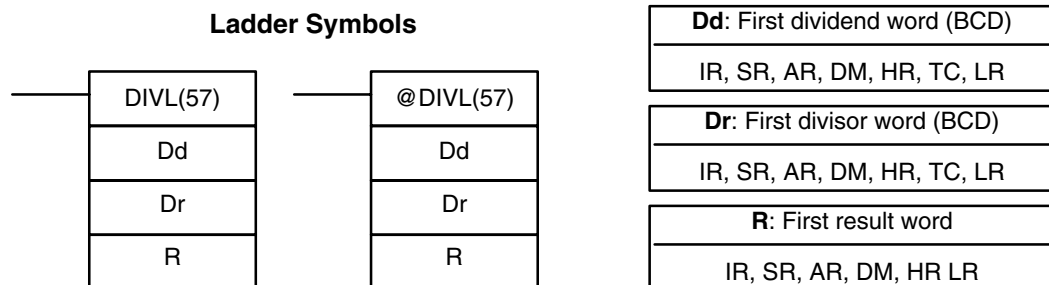 Ladder Symbols
DIVL(57)
Dd
Dr
R
@DIVL(57)
Dd
Dr
R
Dd: First dividend word (BCD)
IR, SR, AR, DM, HR, TC, LR
Dr: First divisor word (BCD)
IR, SR, AR, DM, HR, TC, LR
R: First result word
IR, SR, AR, DM, HR LR